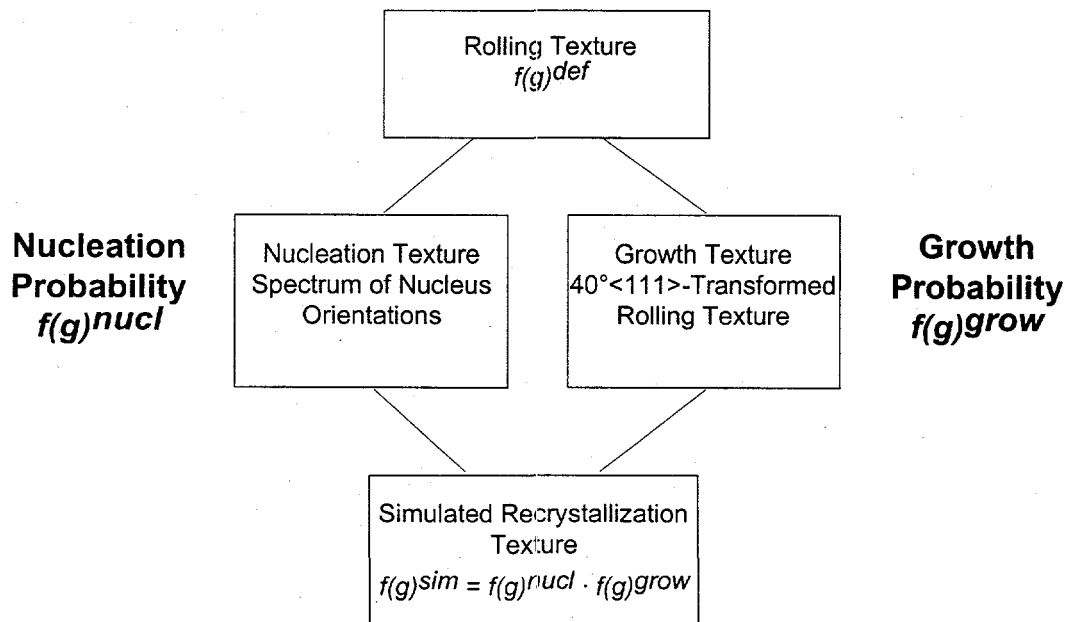 Rolling Texture
f(g)def
Nucleation
Probability
f(g)nucl
Nucleation Texture
Spectrum of Nucleus
Orientations
Growth Texture
40°<111>-Transformed
Rolling Texture
Growth
Probability
f(g)grow
Simulated Recrystallization
Texture
f(g)sim = f(g)nucl · f(g)grow